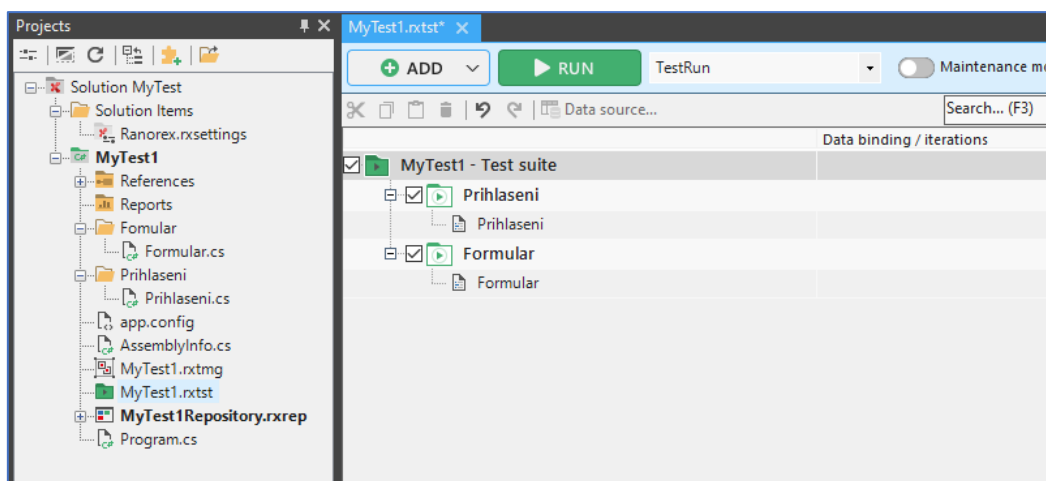 Projects
Solution MyTest
Solution Items
Ranorex.rxsettings
MyTest1
References
Reports
Fomular
Formular.cs
Prihlaseni
Prihlaseni.cs
app.config
AssemblyInfo.cs
MyTest1.rxtmg
MyTest1.rxtst
MyTest1Repository.rxrep
Program.cs
MyTest1.rxtst*
ADD RUN TestRun Maintenance mo
Data source... Search... (F3)
Data binding / iterations
MyTest1 - Test suite
Prihlaseni
Prihlaseni
Formular
Formular